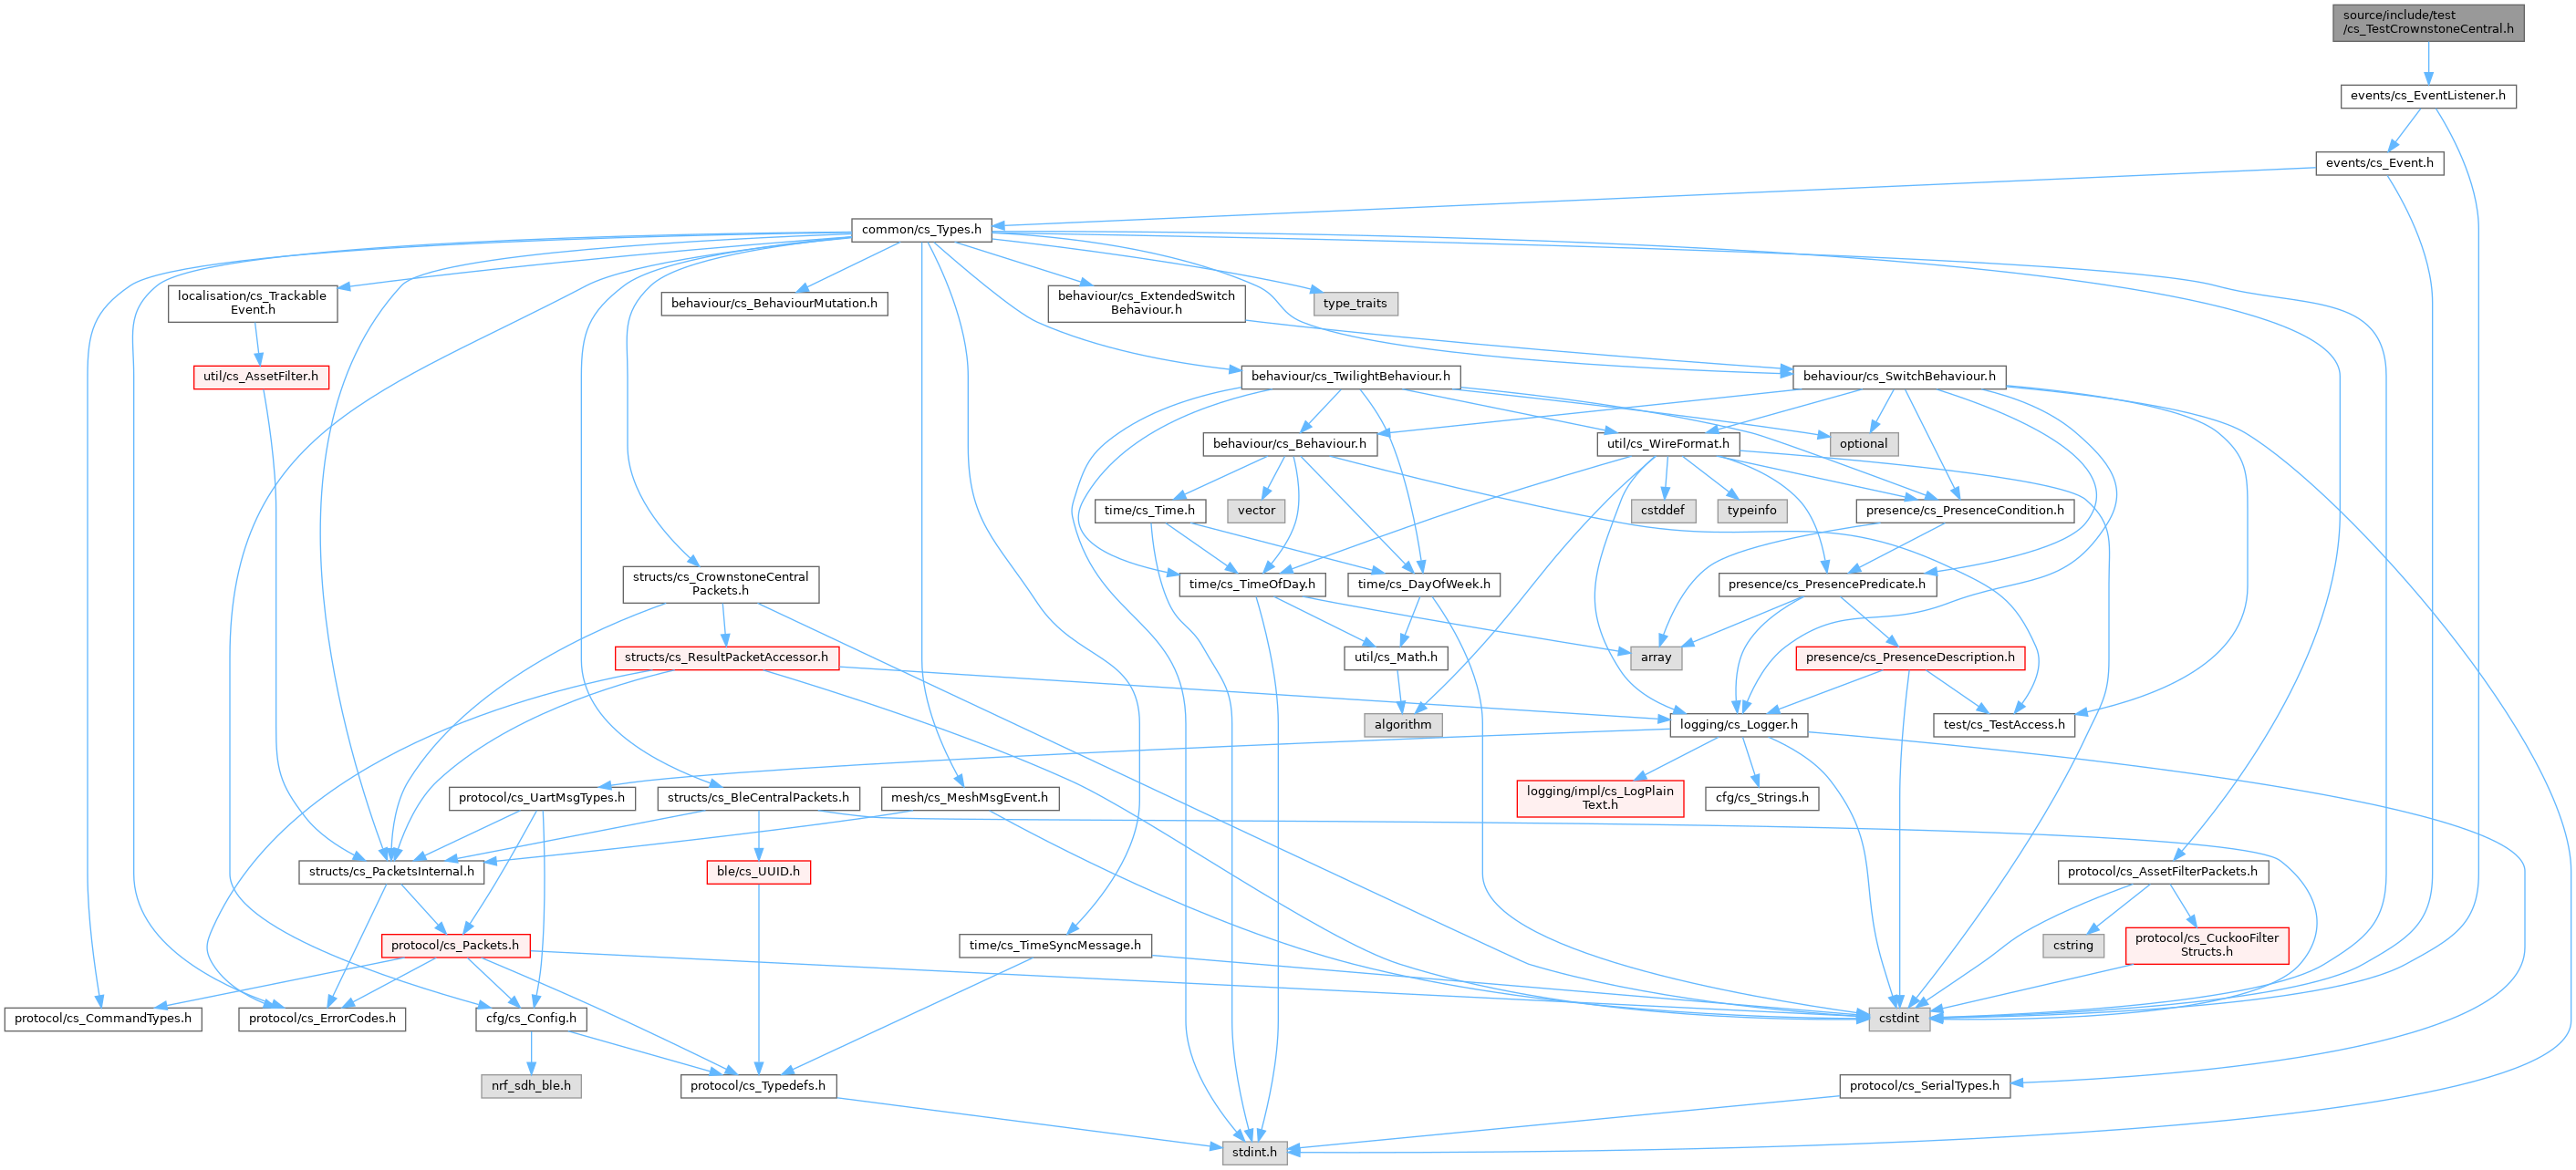 source/include/test
/cs_TestCrownstoneCentral.h
events/cs_EventListener.h
events/cs_Event.h
common/cs_Types.h
localisation/cs_Trackable
Event.h
behaviour/cs_BehaviourMutation.h
behaviour/cs_ExtendedSwitch
Behaviour.h
type_traits
util/cs_AssetFilter.h
behaviour/cs_TwilightBehaviour.h
behaviour/cs_SwitchBehaviour.h
behaviour/cs_Behaviour.h
util/cs_WireFormat.h
optional
time/cs_Time.h
vector
cstddef
typeinfo
presence/cs_PresenceCondition.h
structs/cs_CrownstoneCentral
Packets.h
time/cs_TimeOfDay.h
time/cs_DayOfWeek.h
presence/cs_PresencePredicate.h
structs/cs_ResultPacketAccessor.h
util/cs_Math.h
array
presence/cs_PresenceDescription.h
algorithm
logging/cs_Logger.h
test/cs_TestAccess.h
protocol/cs_UartMsgTypes.h
structs/cs_BleCentralPackets.h
mesh/cs_MeshMsgEvent.h
logging/impl/cs_LogPlain
Text.h
cfg/cs_Strings.h
structs/cs_PacketsInternal.h
ble/cs_UUID.h
protocol/cs_AssetFilterPackets.h
protocol/cs_Packets.h
time/cs_TimeSyncMessage.h
cstring
protocol/cs_CuckooFilter
Structs.h
protocol/cs_CommandTypes.h
protocol/cs_ErrorCodes.h
cfg/cs_Config.h
cstdint
nrf_sdh_ble.h
protocol/cs_Typedefs.h
protocol/cs_SerialTypes.h
stdint.h